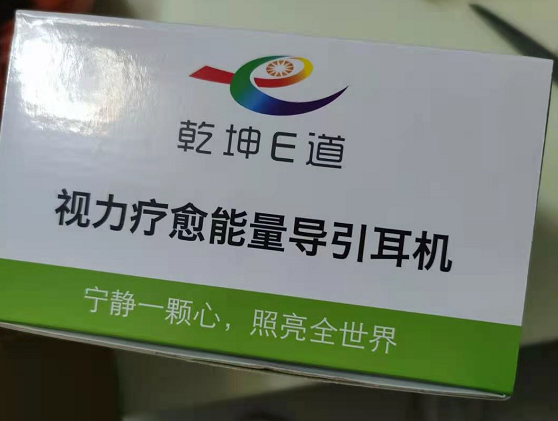 乾坤E道
视力疗愈能量导引耳机
宁静一颗心，照亮全世界